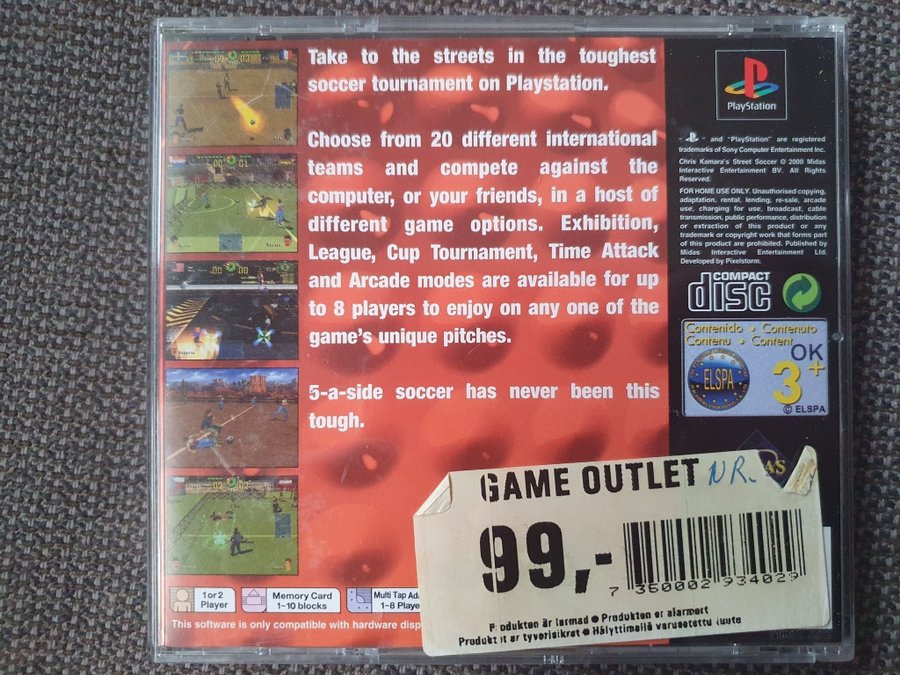 Take to the streets in the toughest
soccer tournament on Playstation.
Choose from 20 different international
teams and compete against the
computer, or your friends, in a host of
different game options. Exhibition,
League, Cup Tournament, Time Attack
and Arcade modes are available for up
to 8 players to enjoy on any one of the
game's unique pitches.
5-a-side soccer has never been this
tough.
PlayStation
" and "PlayStation" are registered
trademarks of Sony Computer Entertainment Inc.
Chris Kamara's Street Soccer © 2000 Midas
Interactive Entertainment BV. All Rights
Reserved.
FOR HOME USE ONLY. Unauthorised copying,
adaptation, rental, lending, re-sale, arcade
use, charging for use, broadcast, cable
transmission, public performance, distribution
or extraction of this product or any
trademark or copyright work that forms part
of this product are prohibited. Published by
Midas Interactive Entertainment Ltd.
Developed by Pixelstorm.
COMPACT
disc
Contenido • Contenuto
Contenu • Content
OK
ELSPA
3+
© ELSPA
AS
GAME OUTLET NR.
99,-
7 350002 934029
Produkten är larmad ● Produkten er alarmert
Produktet er tyverisikret ● Hälyttimellä varusetettu tuote
1 or 2
Player
Memory Card
1~10 blocks
Multi Tap Ada
1~8 Playe
This software is only compatible with hardware disp